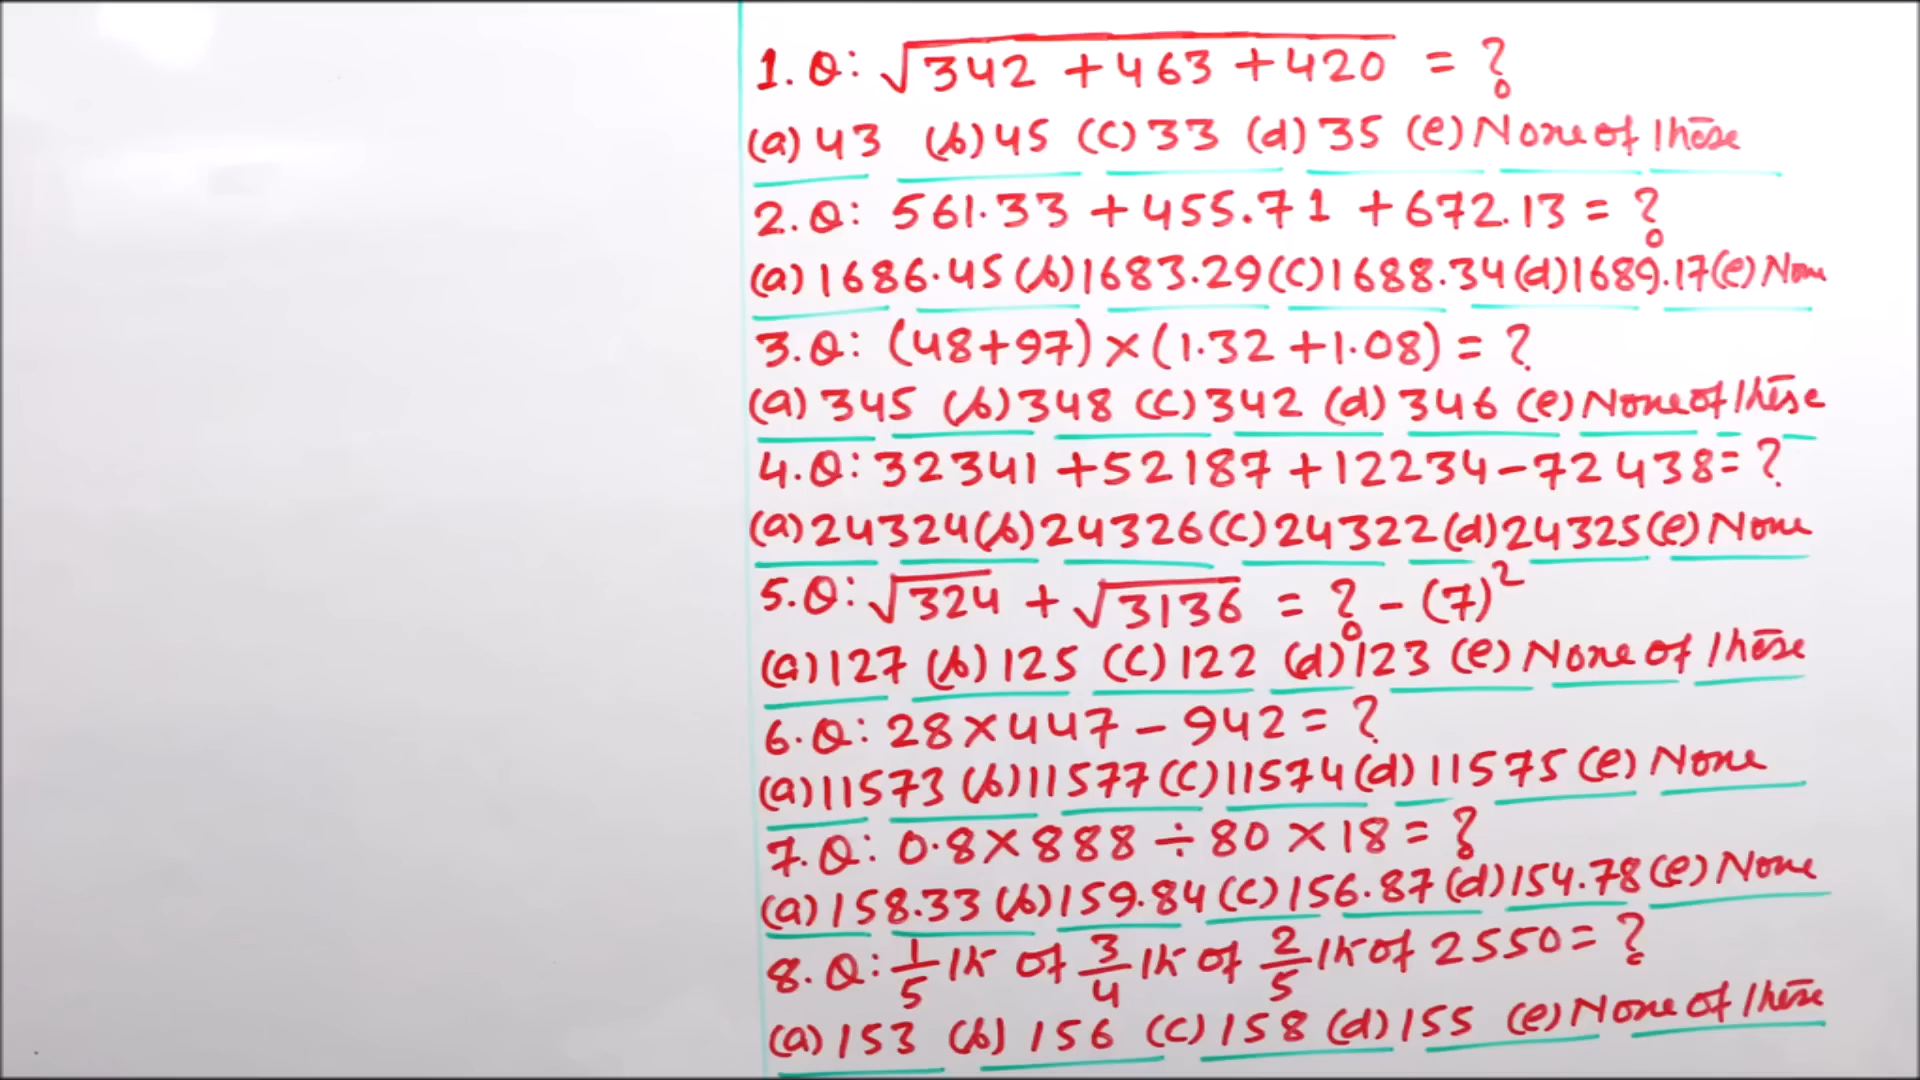 1. Q: √342 + 463 + 420 = ?
(a) 43 (b) 45 (c) 33 (d) 35 (e) None of These
2. Q: 561.33 + 455.71 + 672.13 = ?
(a) 1686.45 (b) 1683.29 (c) 1688.34 (d) 1689.17 (e) None
3. Q: (48+97) × (1.32 + 1.08) = ?
(a) 345 (b) 348 (c) 342 (d) 346 (e) None of These
4. Q: 32341 + 52187 + 12234 - 72438 = ?
(a) 24324 (b) 24326 (c) 24322 (d) 24325 (e) None
5. Q: √324 + √3136 = ? - (7)²
(a) 127 (b) 125 (c) 122 (d) 123 (e) None of These
6. Q: 28 × 447 - 942 = ?
(a) 11573 (b) 11577 (c) 11574 (d) 11575 (e) None
7. Q: 0.8 × 888 ÷ 80 × 18 = ?
(a) 158.33 (b) 159.84 (c) 156.87 (d) 154.78 (e) None
8. Q: 1/5 th of 3/4 th of 2/5 th of 2550 = ?
(a) 153 (b) 156 (c) 158 (d) 155 (e) None of These